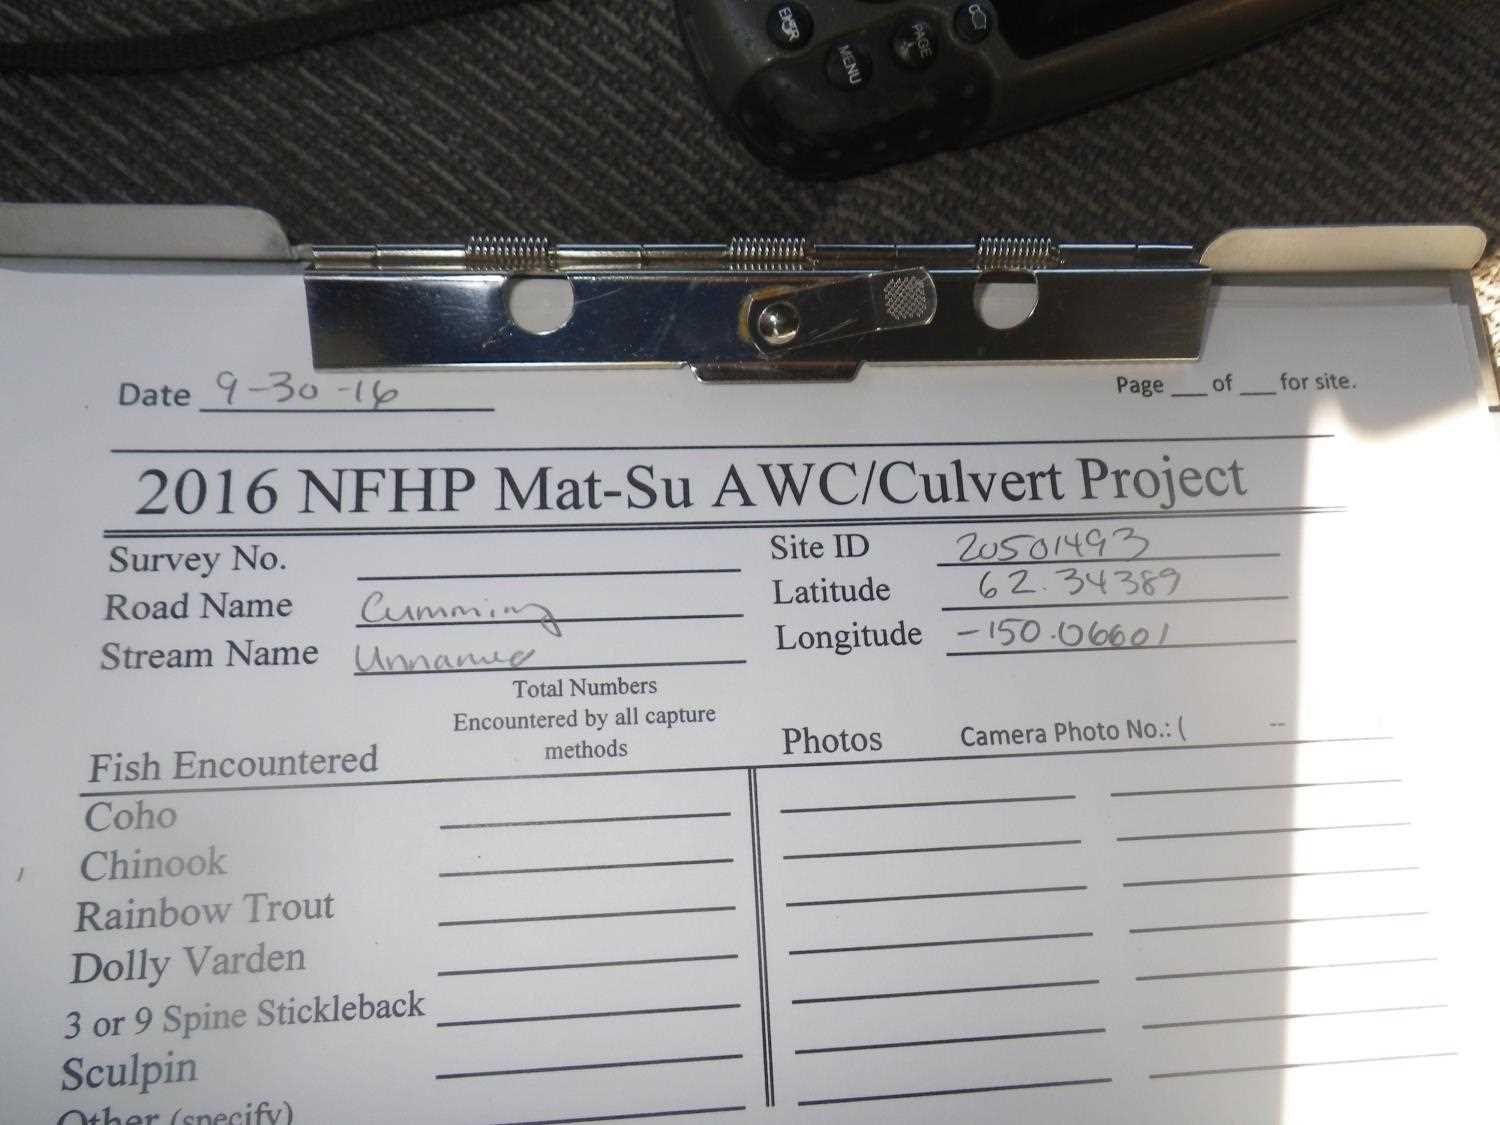 ENTR
MENU
PAGE
Date 9-30-16 Page ___ of ___ for site.
2016 NFHP Mat-Su AWC/Culvert Project
Survey No. Site ID 20501493
Road Name Cumming Latitude 62.34389
Stream Name Unnamed Longitude -150.06601
Total Numbers
Encountered by all capture
methods
Fish Encountered Photos Camera Photo No.: ( --
Coho
Chinook
Rainbow Trout
Dolly Varden
3 or 9 Spine Stickleback
Sculpin
Other (specify)